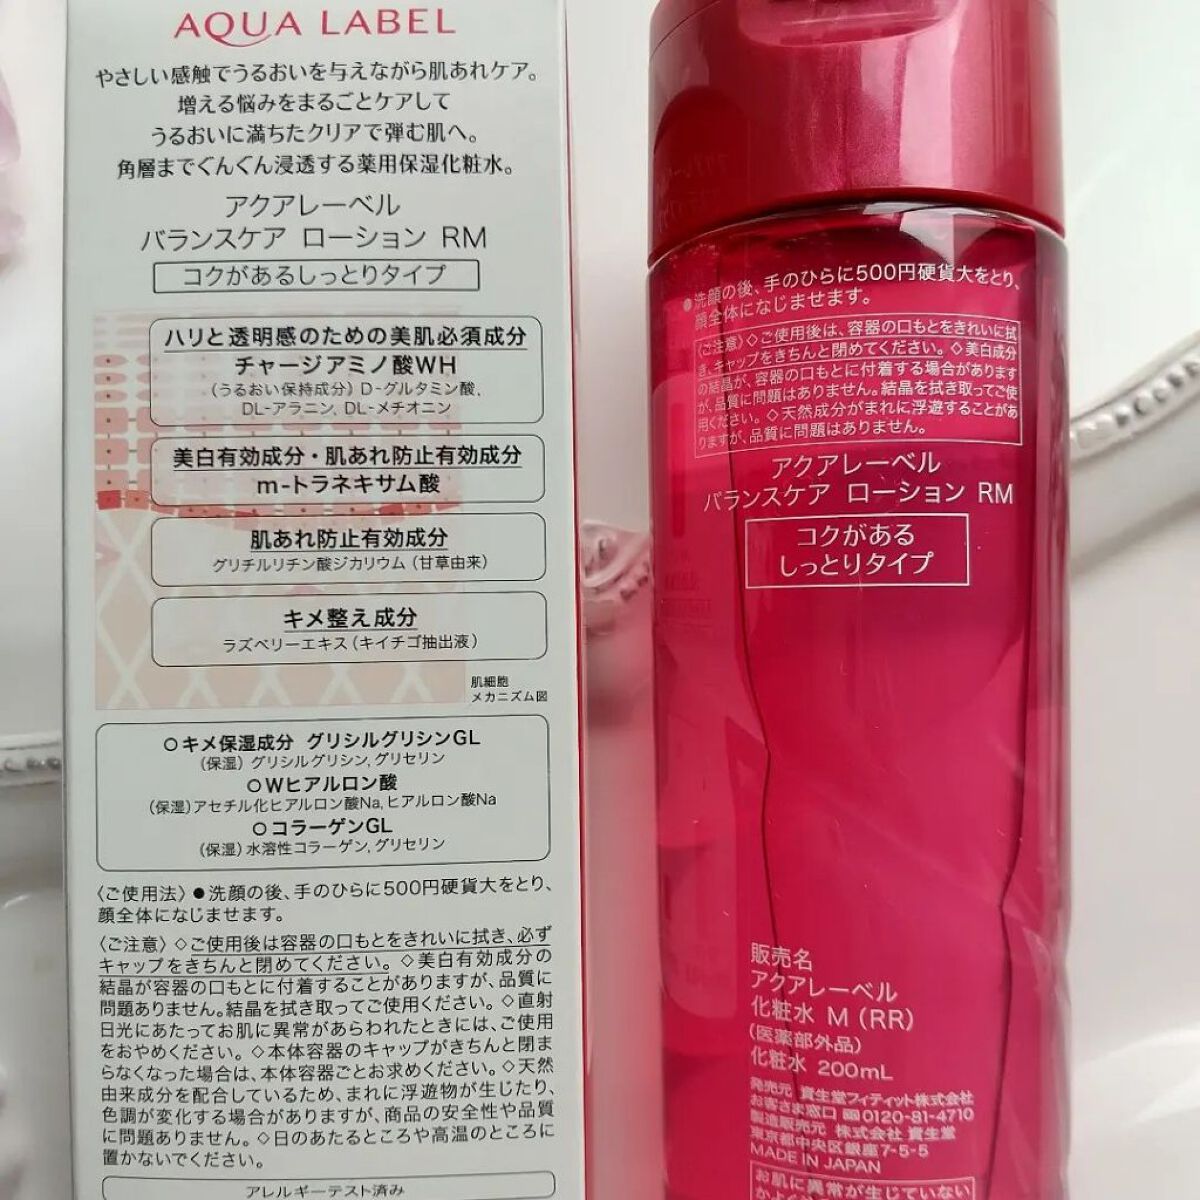 AQUA LABEL
やさしい感触でうるおいを与えながら肌あれケア。
増える悩みをまるごとケアして
うるおいに満ちたクリアで弾む肌へ。
角層までぐんぐん浸透する薬用保湿化粧水。
アクアレーベル
バランスケア ローション RM
コクがあるしっとりタイプ
ハリと透明感のための美肌必須成分
チャージアミノ酸WH
(うるおい保持成分) D-グルタミン酸、
DL-アラニン、DL-メチオニン
美白有効成分・肌あれ防止有効成分
m-トラネキサム酸
肌あれ防止有効成分
グリチルリチン酸ジカリウム (甘草由来)
キメ整え成分
ラズベリーエキス(キイチゴ抽出液)
肌細胞
メカニズム図
○キメ保湿成分 グリシルグリシンGL
(保湿) グリシルグリシン, グリセリン
○Wヒアルロン酸
(保湿)アセチル化ヒアルロン酸Na, ヒアルロン酸Na
○コラーゲンGL
(保湿) 水溶性コラーゲン, グリセリン
〈ご使用法〉●洗顔の後、手のひらに500円硬貨大をとり、
顔全体になじませます。
〈ご注意〉◇ご使用後は容器の口もとをきれいに拭き、必ず
キャップをきちんと閉めてください。◇美白有効成分の
結晶が容器の口もとに付着することがありますが、品質に
問題ありません。結晶を拭き取ってご使用ください。◇直射
日光にあたってお肌に異常があらわれたときには、ご使用
をおやめください。◇本体容器のキャップがきちんと閉ま
らなくなった場合は、本体容器ごとお求めください。◇天然
由来成分を配合しているため、まれに浮遊物が生じたり、
色調が変化する場合がありますが、商品の安全性や品質
に問題ありません。◇日のあたるところや高温のところに
置かないでください。
アレルギーテスト済み
●洗顔の後、手のひらに500円硬貨大をとり、
顔全体になじませます。
〈ご注意〉◇ご使用後は、容器の口もとをきれいに拭
き、キャップをきちんと閉めてください。◇美白成分
の結晶が、容器の口もとに付着する場合があります
が、品質に問題はありません。結晶を拭き取ってご使
用ください。◇天然成分がまれに浮遊することがあ
りますが、品質に問題はありません。
アクアレーベル
バランスケア ローション RM
コクがある
しっとりタイプ
販売名
アクアレーベル
化粧水 M (RR)
(医薬部外品)
化粧水 200mL
発売元 資生堂フィティット株式会社
お客さま窓口 0120-81-4710
製造販売元 株式会社 資生堂
東京都中央区銀座7-5-5
MADE IN JAPAN
お肌に異常が生じていない